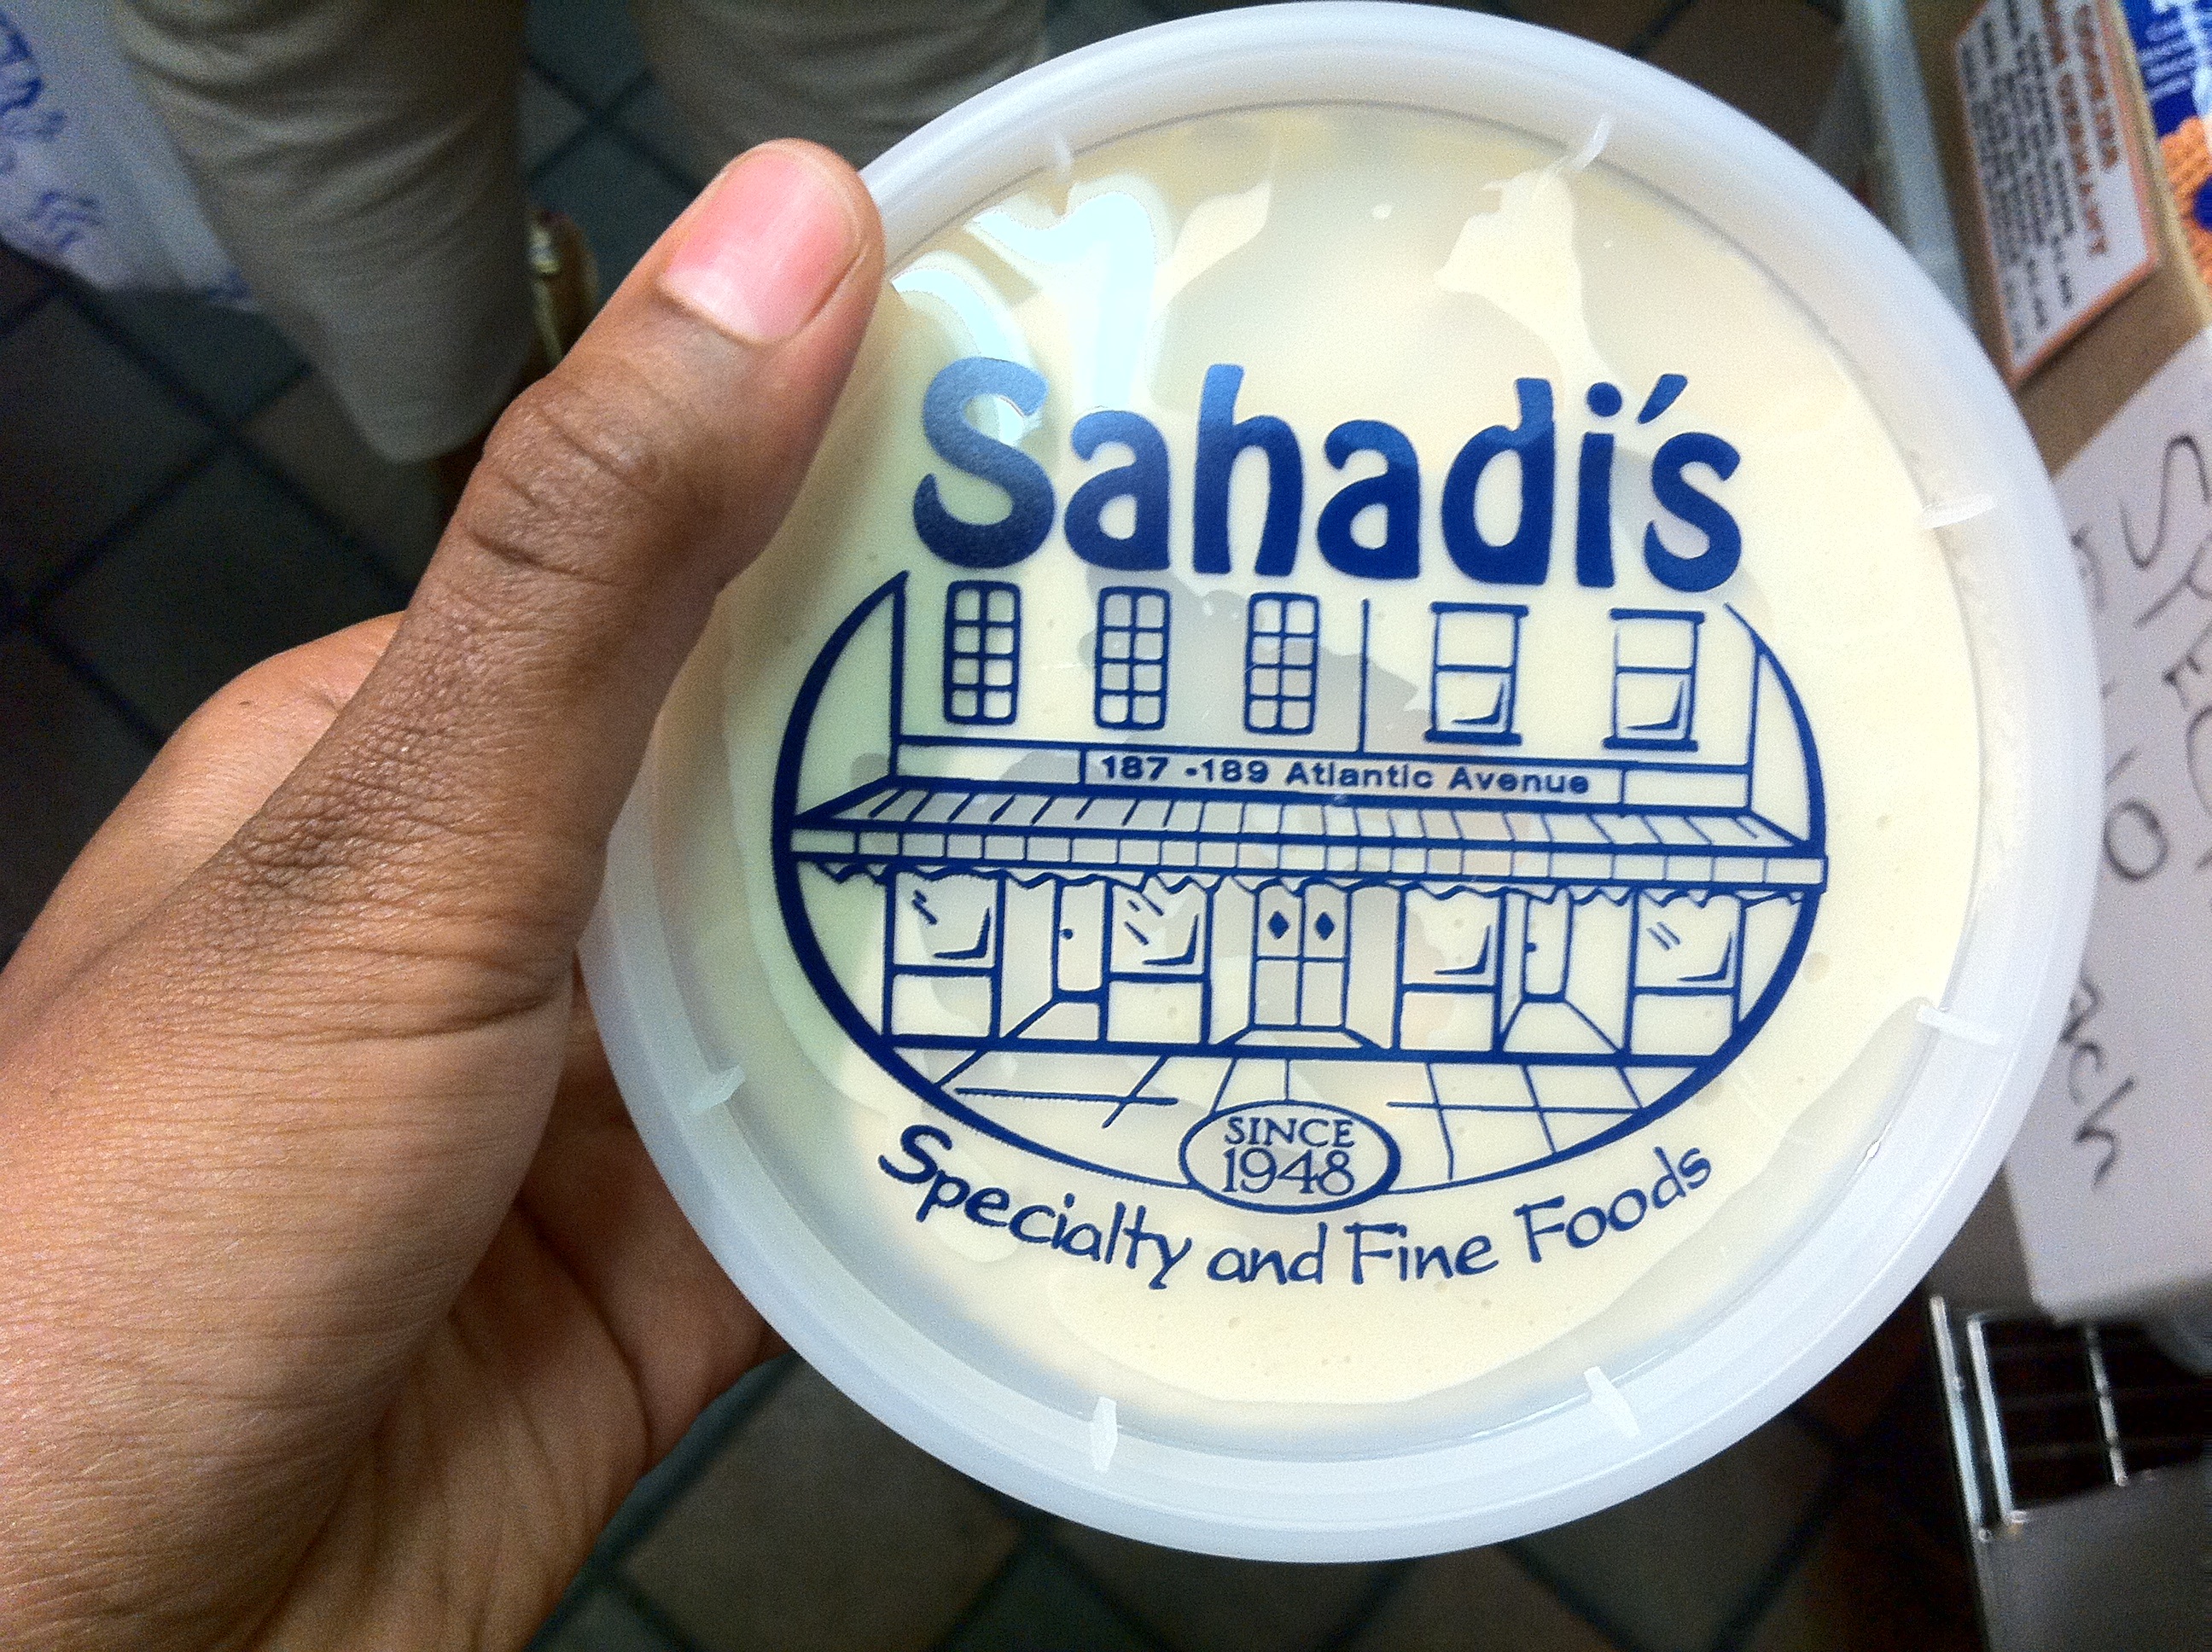 Sahadi's
187 -189 Atlantic Avenue
SINCE
1948
Specialty and Fine Foods